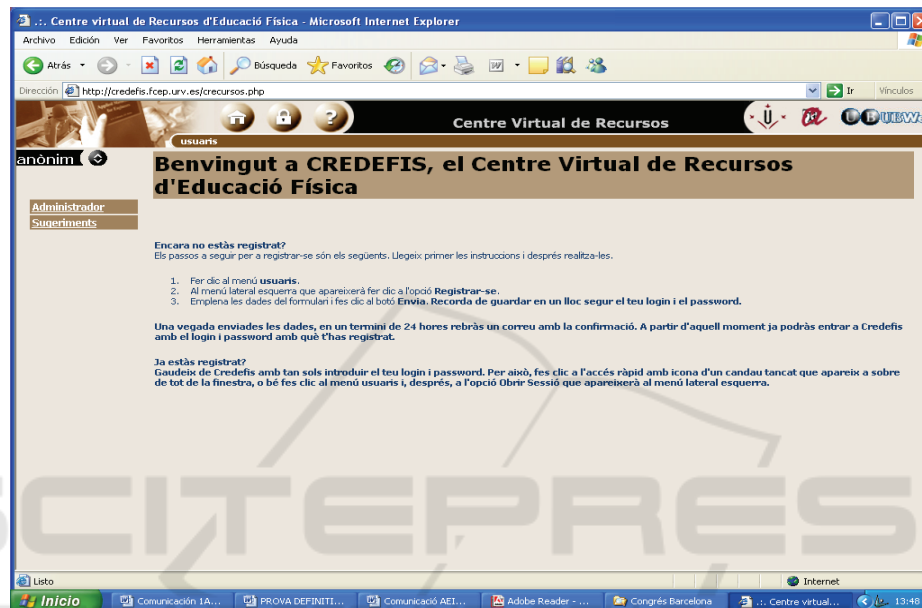 .:. Centre virtual de Recursos d'Educació Física - Microsoft Internet Explorer
Archivo Edición Ver Favoritos Herramientas Ayuda
Atrás Búsqueda Favoritos
Dirección http://credefis.fcep.urv.es/crecursos.php Ir Vínculos
Centre Virtual de Recursos
usuaris
anònim
Benvingut a CREDEFIS, el Centre Virtual de Recursos
d'Educació Física
Administrador
Sugeriments
Encara no estàs registrat?
Els passos a seguir per a registrar-se són els següents. Llegeix primer les instruccions i després realitza-les.
1. Fer clic al menú usuaris.
2. Al menú lateral esquerra que apareixerà fer clic a l'opció Registrar-se.
3. Emplena les dades del formulari i fes clic al botó Envia. Recorda de guardar en un lloc segur el teu login i el password.
Una vegada enviades les dades, en un termini de 24 hores rebràs un correu amb la confirmació. A partir d'aquell moment ja podràs entrar a Credefis
amb el login i password amb què t'has registrat.
Ja estàs registrat?
Gaudeix de Credefis amb tan sols introduir el teu login i password. Per això, fes clic a l'accés ràpid amb icona d'un candau tancat que apareix a sobre
de tot de la finestra, o bé fes clic al menú usuaris i, després, a l'opció Obrir Sessió que apareixerà al menú lateral esquerra.
SCITEPRES
Listo Internet
Inicio Comunicación 1A... PROVA DEFINITI... Comunicació AEI... Adobe Reader - ... Congrés Barcelona .:. Centre virtual...